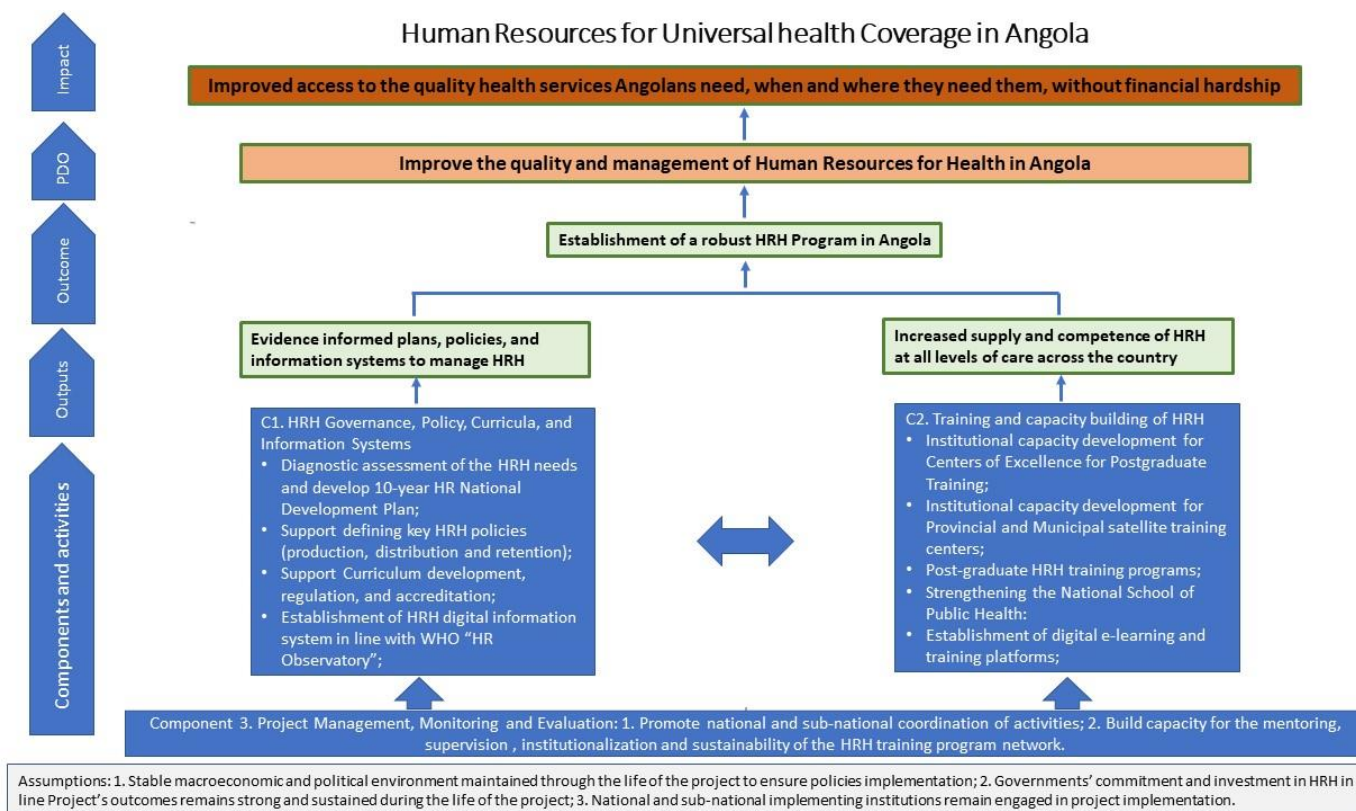 Human Resources for Universal health Coverage in Angola
Impact
Improved access to the quality health services Angolans need, when and where they need them, without financial hardship
PDO
Improve the quality and management of Human Resources for Health in Angola
Outcome
Establishment of a robust HRH Program in Angola
Outputs
Evidence informed plans, policies, and
information systems to manage HRH
Increased supply and competence of HRH
at all levels of care across the country
Components and activities
C1. HRH Governance, Policy, Curricula, and
Information Systems
• Diagnostic assessment of the HRH needs
and develop 10-year HR National
Development Plan;
• Support defining key HRH policies
(production, distribution and retention);
• Support Curriculum development,
regulation, and accreditation;
• Establishment of HRH digital information
system in line with WHO “HR
Observatory”;
C2. Training and capacity building of HRH
• Institutional capacity development for
Centers of Excellence for Postgraduate
Training;
• Institutional capacity development for
Provincial and Municipal satellite training
centers;
• Post-graduate HRH training programs;
• Strengthening the National School of
Public Health:
• Establishment of digital e-learning and
training platforms;
Component 3. Project Management, Monitoring and Evaluation: 1. Promote national and sub-national coordination of activities; 2. Build capacity for the mentoring,
supervision , institutionalization and sustainability of the HRH training program network.
Assumptions: 1. Stable macroeconomic and political environment maintained through the life of the project to ensure policies implementation; 2. Governments’ commitment and investment in HRH in
line Project’s outcomes remains strong and sustained during the life of the project; 3. National and sub-national implementing institutions remain engaged in project implementation.